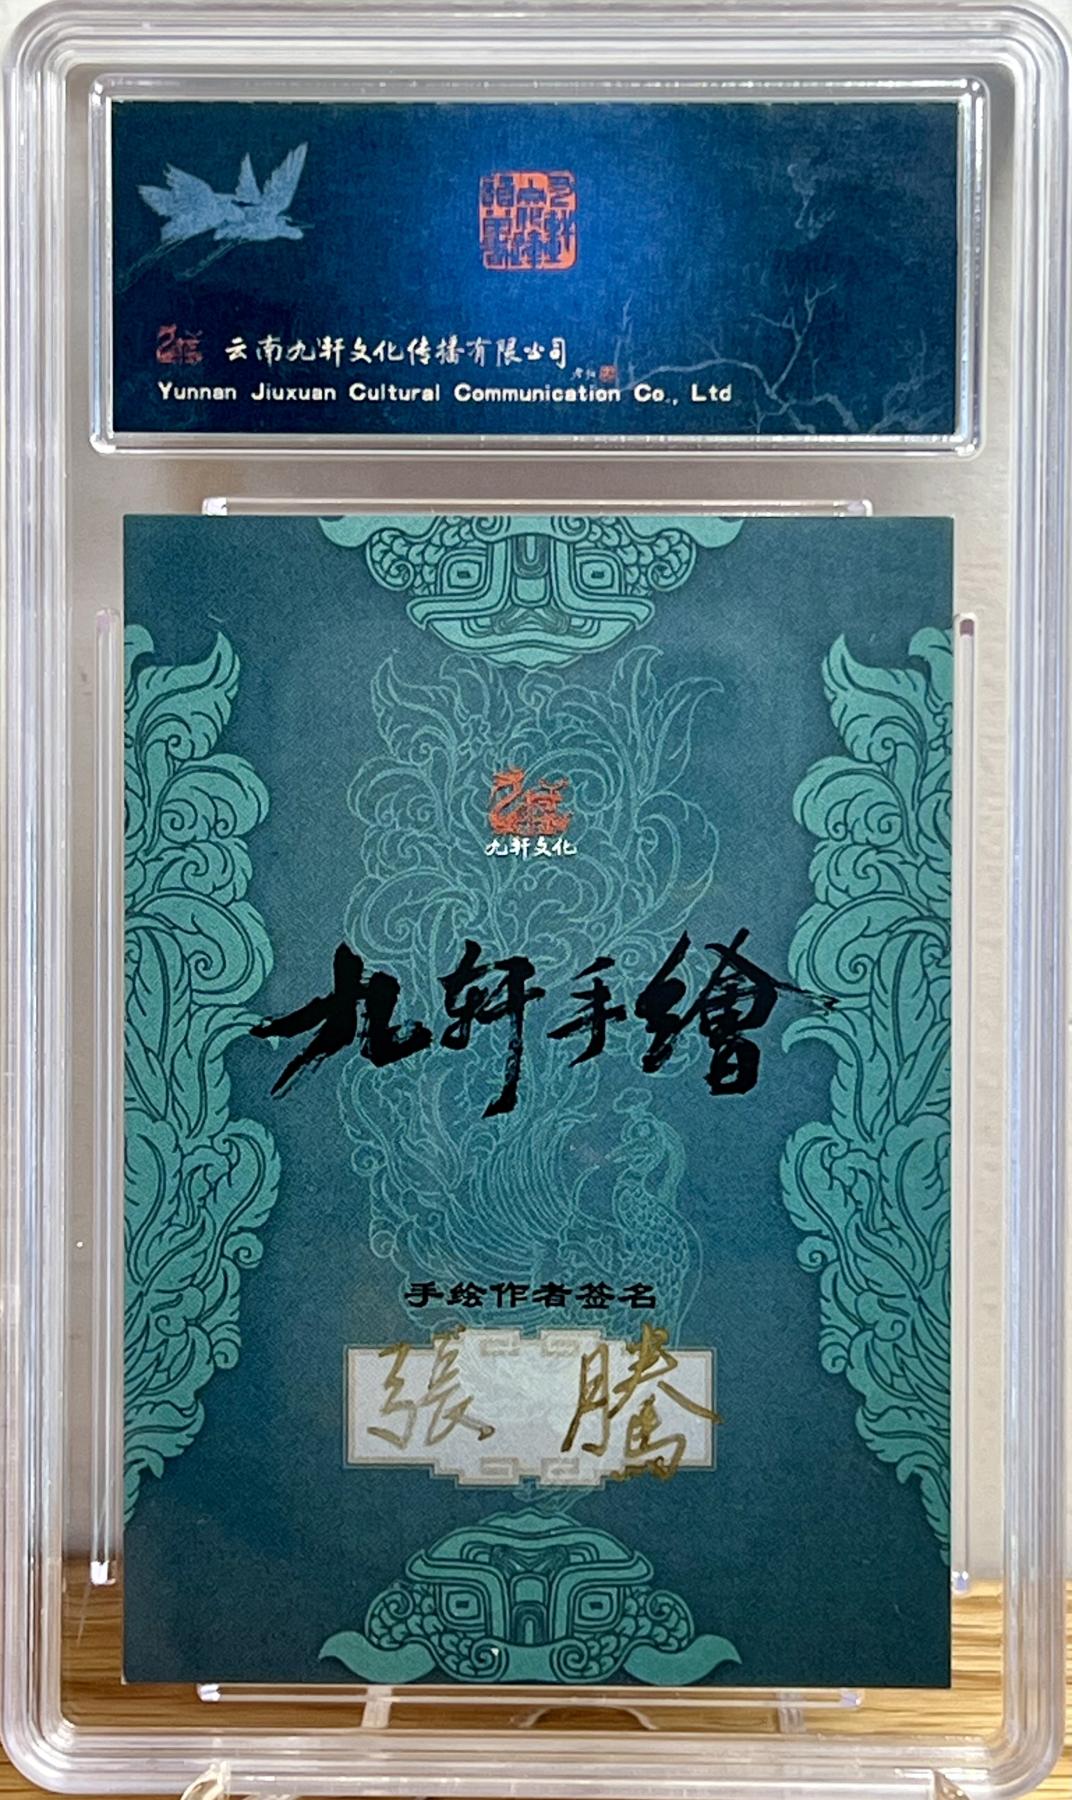 云南九轩文化传播有限公司
Yunnan Jiuxuan Cultural Communication Co., Ltd
九轩文化
九轩手繪
手绘作者签名
張 騰